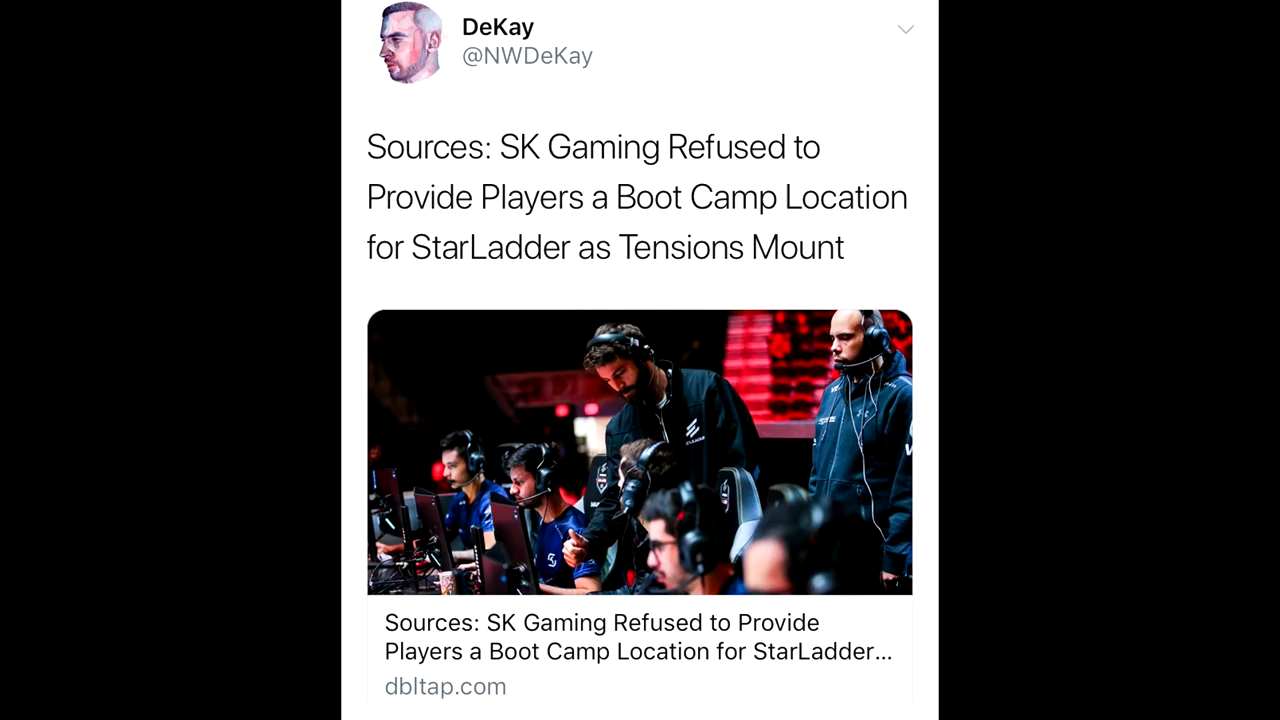 DeKay
@NWDeKay
Sources: SK Gaming Refused to
Provide Players a Boot Camp Location
for StarLadder as Tensions Mount
Sources: SK Gaming Refused to Provide
Players a Boot Camp Location for StarLadder...
dbltap.com